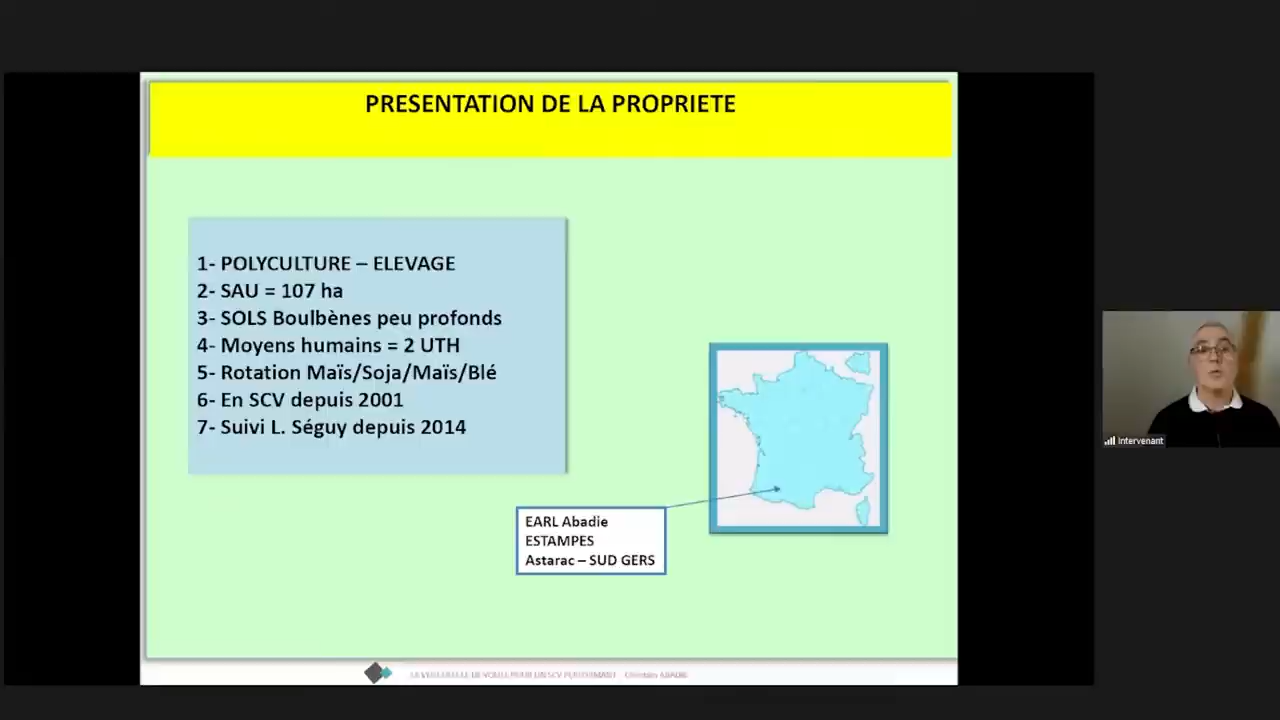 PRESENTATION DE LA PROPRIETE
1- POLYCULTURE – ELEVAGE
2- SAU = 107 ha
3- SOLS Boulbènes peu profonds
4- Moyens humains = 2 UTH
5- Rotation Maïs/Soja/Maïs/Blé
6- En SCV depuis 2001
7- Suivi L. Séguy depuis 2014
EARL Abadie
ESTAMPES
Astarac – SUD GERS
Intervenant